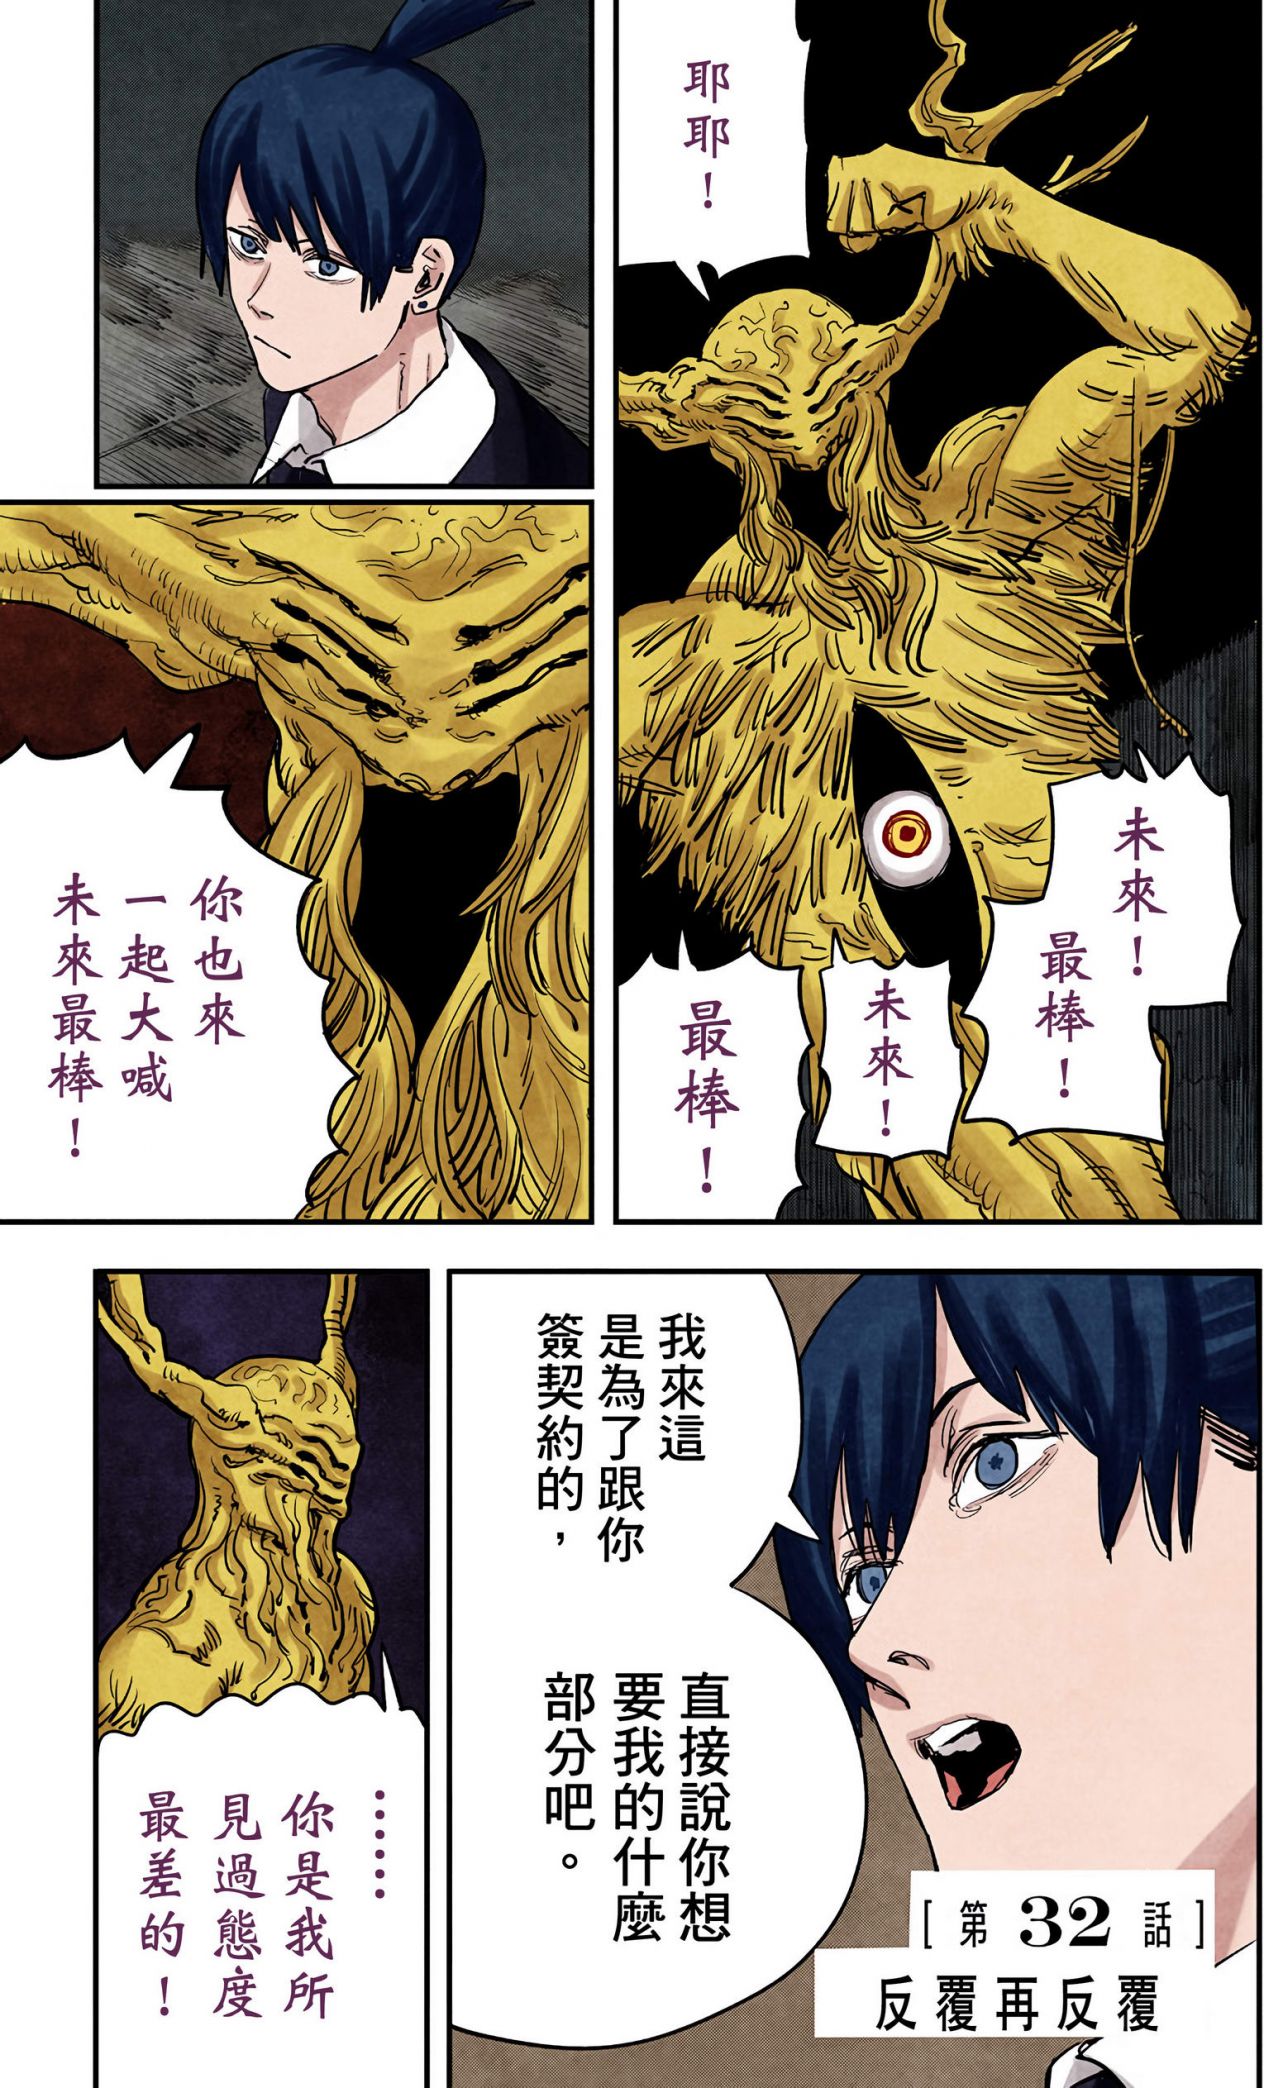 耶耶！
未來！
最棒！
未來！
最棒！
你也來
一起大喊
未來最棒！
我來這
是為了跟你
簽契約的，
直接說你想
要我的什麼
部分吧。
[第32話]
反覆再反覆
……
你是我所
見過態度
最差的！